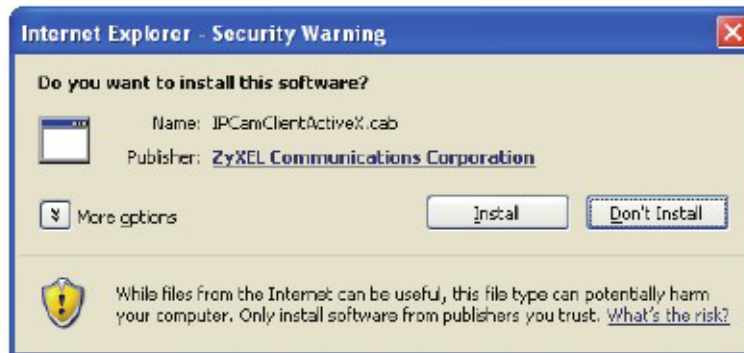 Internet Explorer - Security Warning
Do you want to install this software?
Name: IPCamClientActiveX.cab
Publisher: ZyXEL Communications Corporation
More options
Install
Don't Install
While files from the Internet can be useful, this file type can potentially harm
your computer. Only install software from publishers you trust. What's the risk?